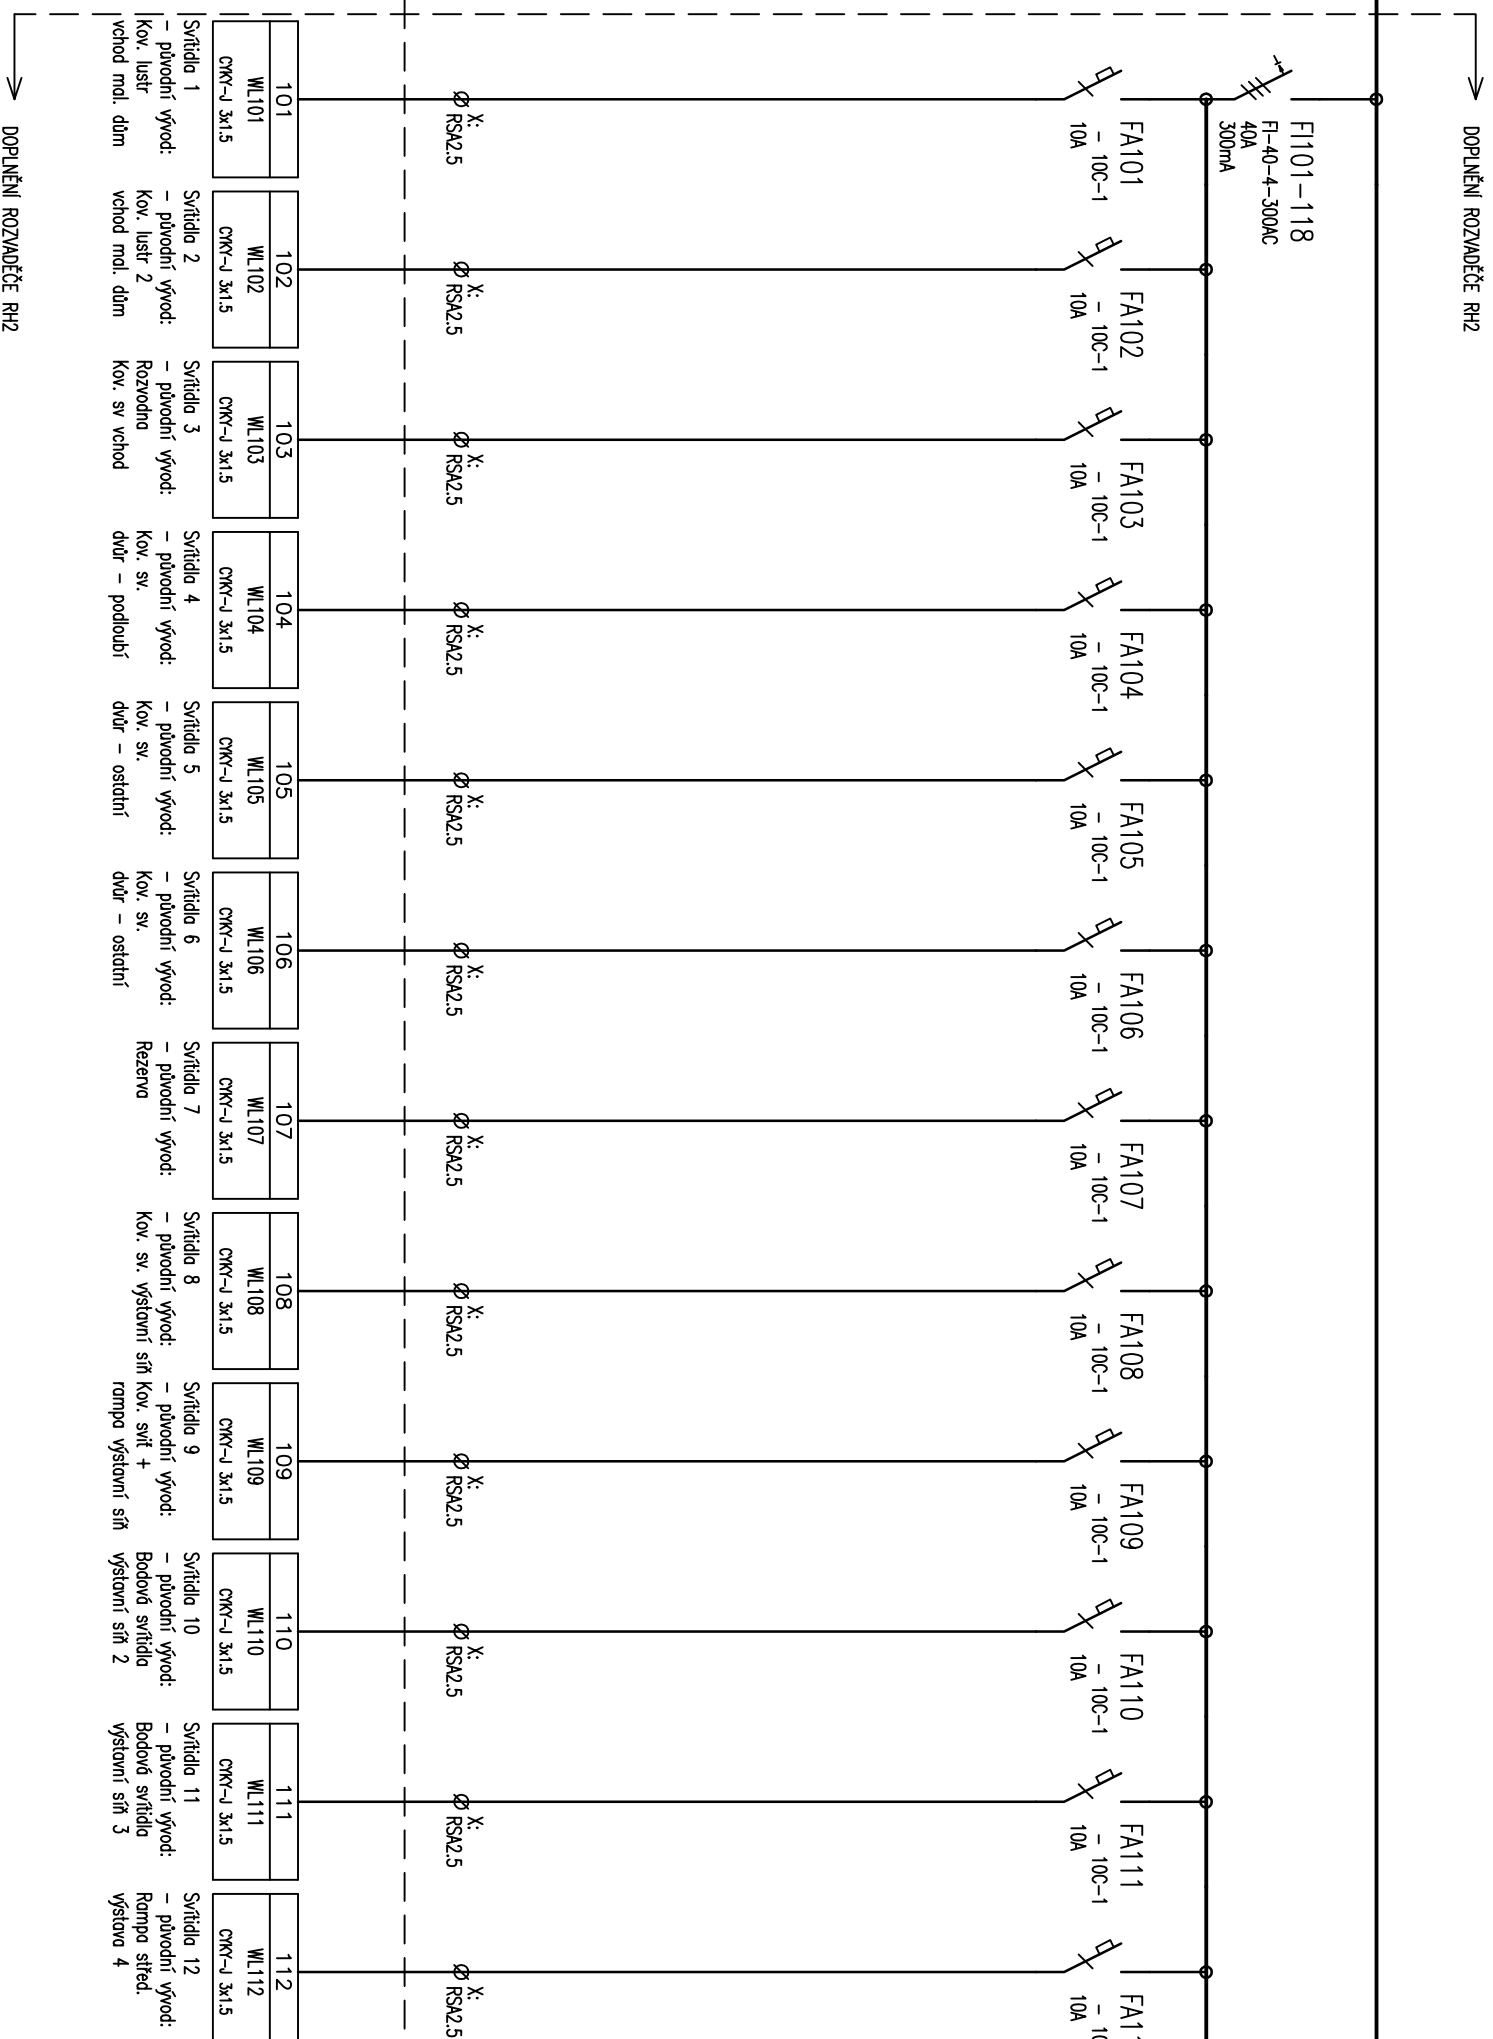 DOPLNĚNÍ ROZVADĚČE RH2
FI101-118
FI-40-4-300AC
40A
300mA
FA101
- 10C-1
10A
FA102
- 10C-1
10A
FA103
- 10C-1
10A
FA104
- 10C-1
10A
FA105
- 10C-1
10A
FA106
- 10C-1
10A
FA107
- 10C-1
10A
FA108
- 10C-1
10A
FA109
- 10C-1
10A
FA110
- 10C-1
10A
FA111
- 10C-1
10A
10A
X:
RSA2.5
X:
RSA2.5
X:
RSA2.5
X:
RSA2.5
X:
RSA2.5
X:
RSA2.5
X:
RSA2.5
X:
RSA2.5
X:
RSA2.5
X:
RSA2.5
X:
RSA2.5
X:
RSA2.5
101
WL101
CYKY-J 3x1.5
Svítidla 1
- původní vývod:
Kov. lustr
vchod mal. dům
102
WL102
CYKY-J 3x1.5
Svítidla 2
- původní vývod:
Kov. lustr 2
vchod mal. dům
103
WL103
CYKY-J 3x1.5
Svítidla 3
- původní vývod:
Rozvodna
Kov. sv vchod
104
WL104
CYKY-J 3x1.5
Svítidla 4
- původní vývod:
Kov. sv.
dvůr - podloubí
105
WL105
CYKY-J 3x1.5
Svítidla 5
- původní vývod:
Kov. sv.
dvůr - ostatní
106
WL106
CYKY-J 3x1.5
Svítidla 6
- původní vývod:
Kov. sv.
dvůr - ostatní
107
WL107
CYKY-J 3x1.5
Svítidla 7
- původní vývod:
Rezerva
108
WL108
CYKY-J 3x1.5
Svítidla 8
- původní vývod:
Kov. sv. výstavní síň
109
WL109
CYKY-J 3x1.5
Svítidla 9
- původní vývod:
Kov. svít +
rampa výstavní síň
110
WL110
CYKY-J 3x1.5
Svítidla 10
- původní vývod:
Bodová svítidla
výstavní síň 2
111
WL111
CYKY-J 3x1.5
Svítidla 11
- původní vývod:
Bodová svítidla
výstavní síň 3
112
WL112
CYKY-J 3x1.5
Svítidla 12
- původní vývod:
Rampa střed.
výstava 4
DOPLNĚNÍ ROZVADĚČE RH2